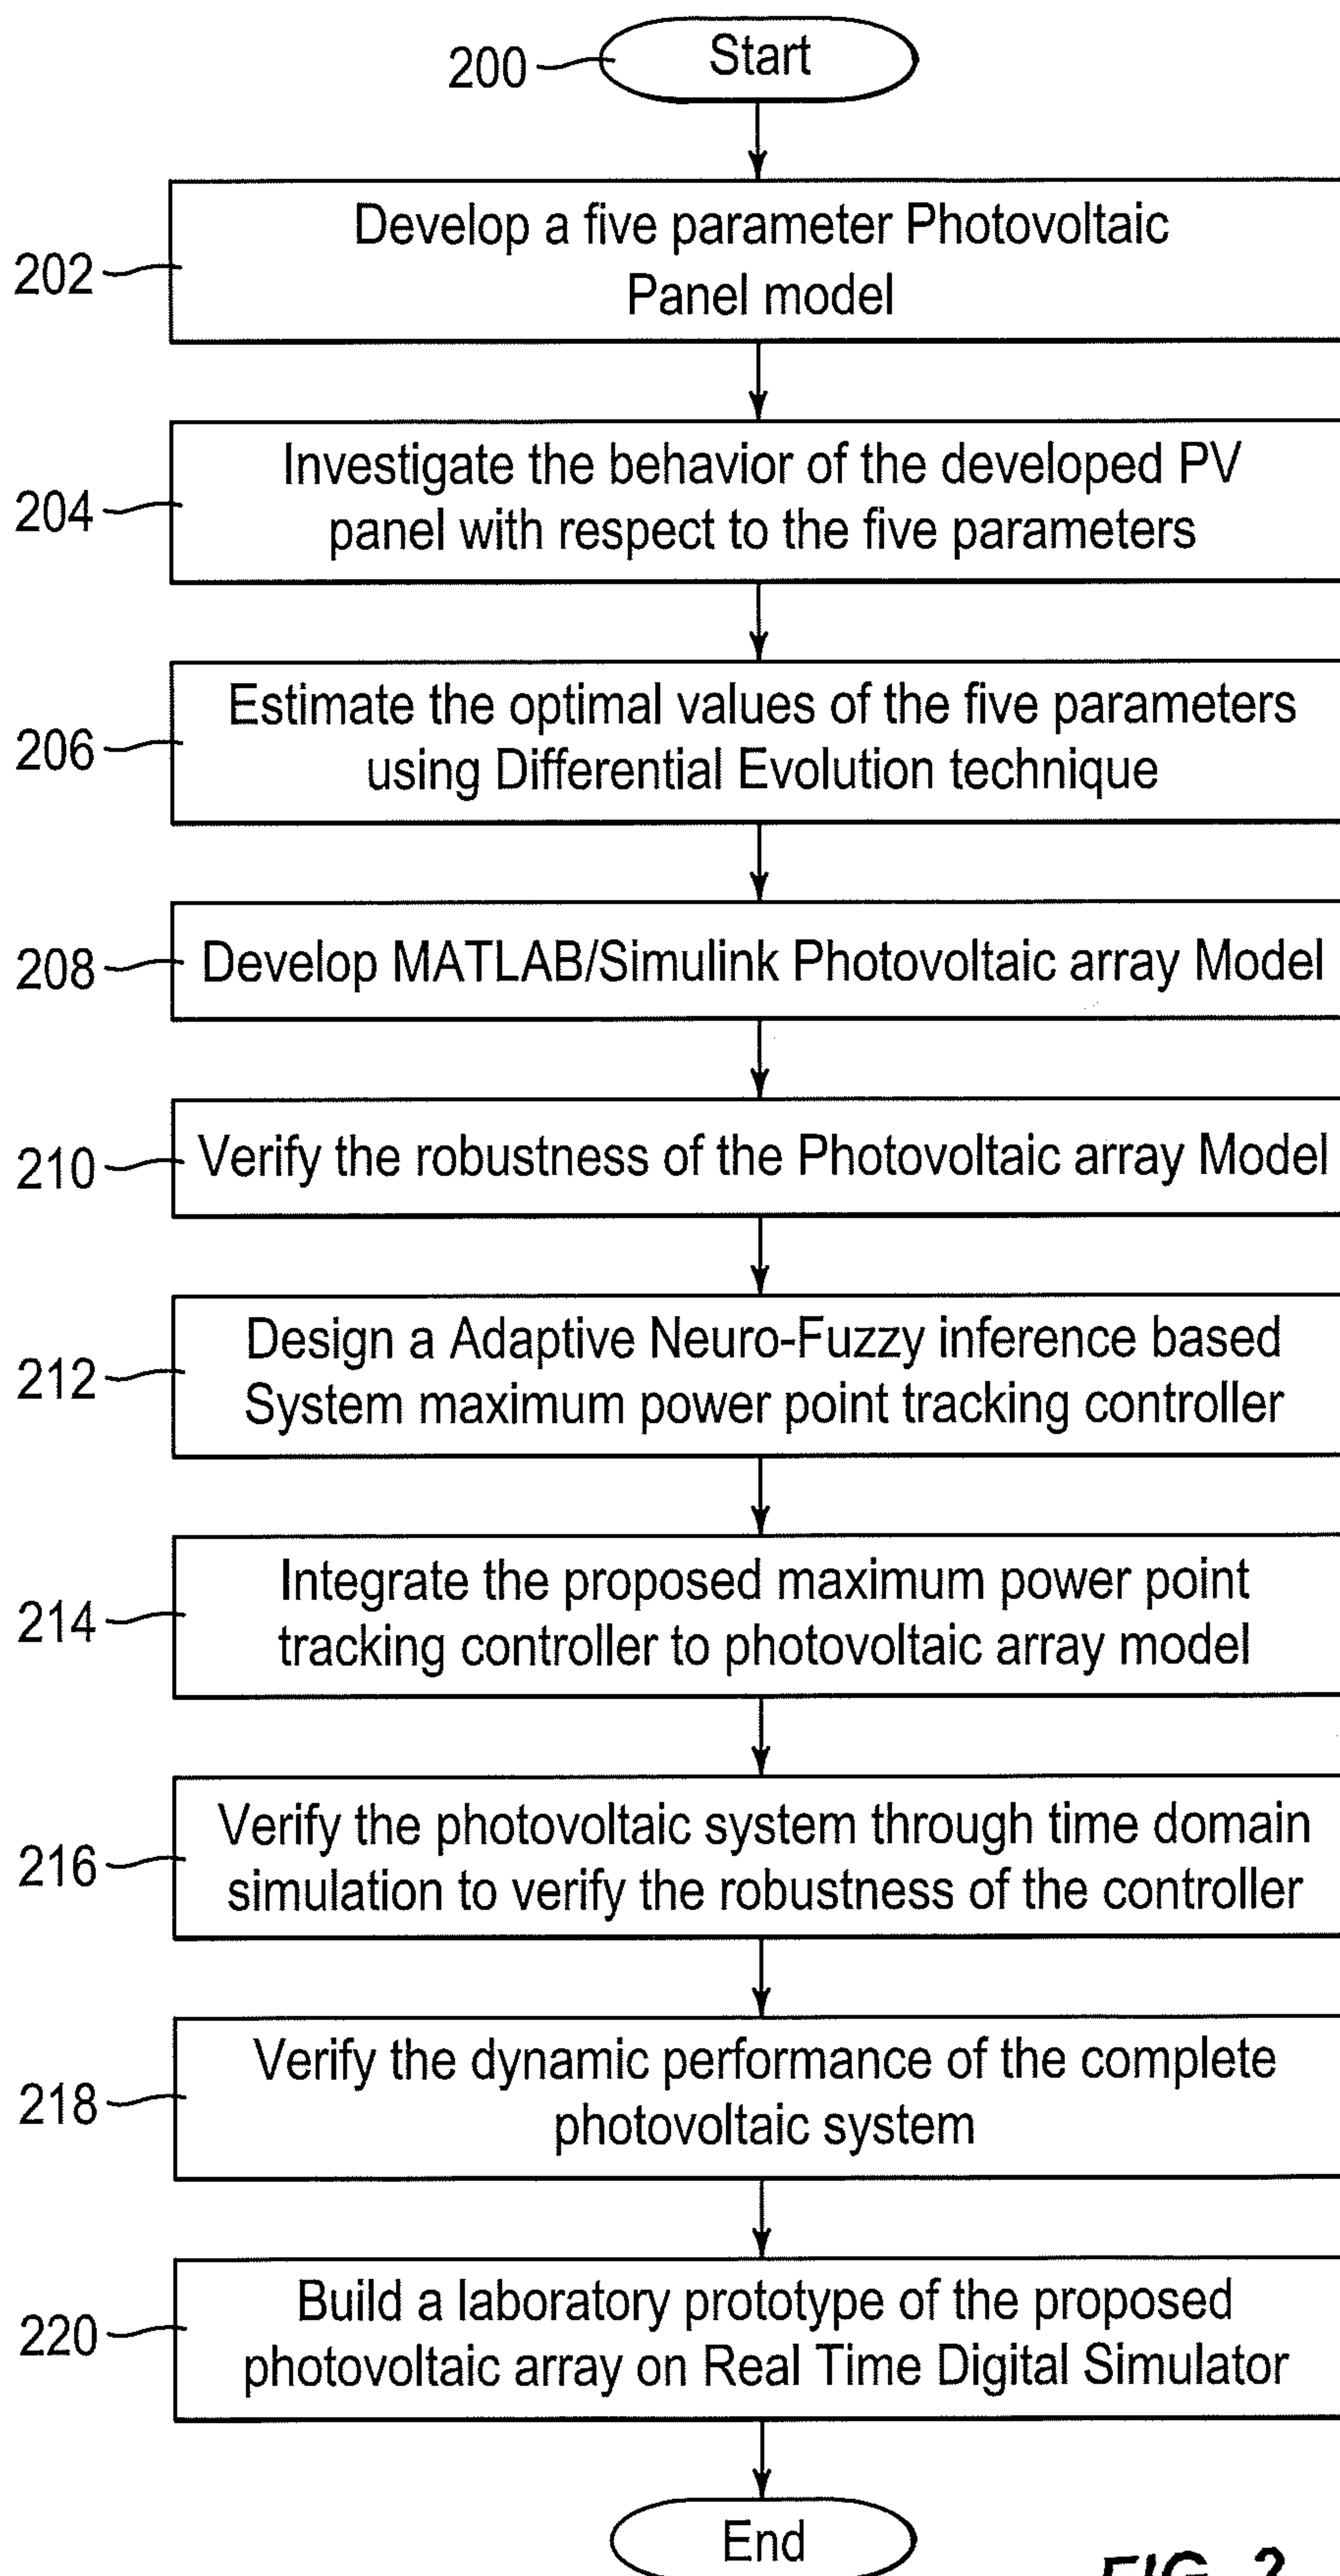 200
Start
202
Develop a five parameter Photovoltaic
Panel model
204
Investigate the behavior of the developed PV
panel with respect to the five parameters
206
Estimate the optimal values of the five parameters
using Differential Evolution technique
208
Develop MATLAB/Simulink Photovoltaic array Model
210
Verify the robustness of the Photovoltaic array Model
212
Design a Adaptive Neuro-Fuzzy inference based
System maximum power point tracking controller
214
Integrate the proposed maximum power point
tracking controller to photovoltaic array model
216
Verify the photovoltaic system through time domain
simulation to verify the robustness of the controller
218
Verify the dynamic performance of the complete
photovoltaic system
220
Build a laboratory prototype of the proposed
photovoltaic array on Real Time Digital Simulator
End
FIG. 2